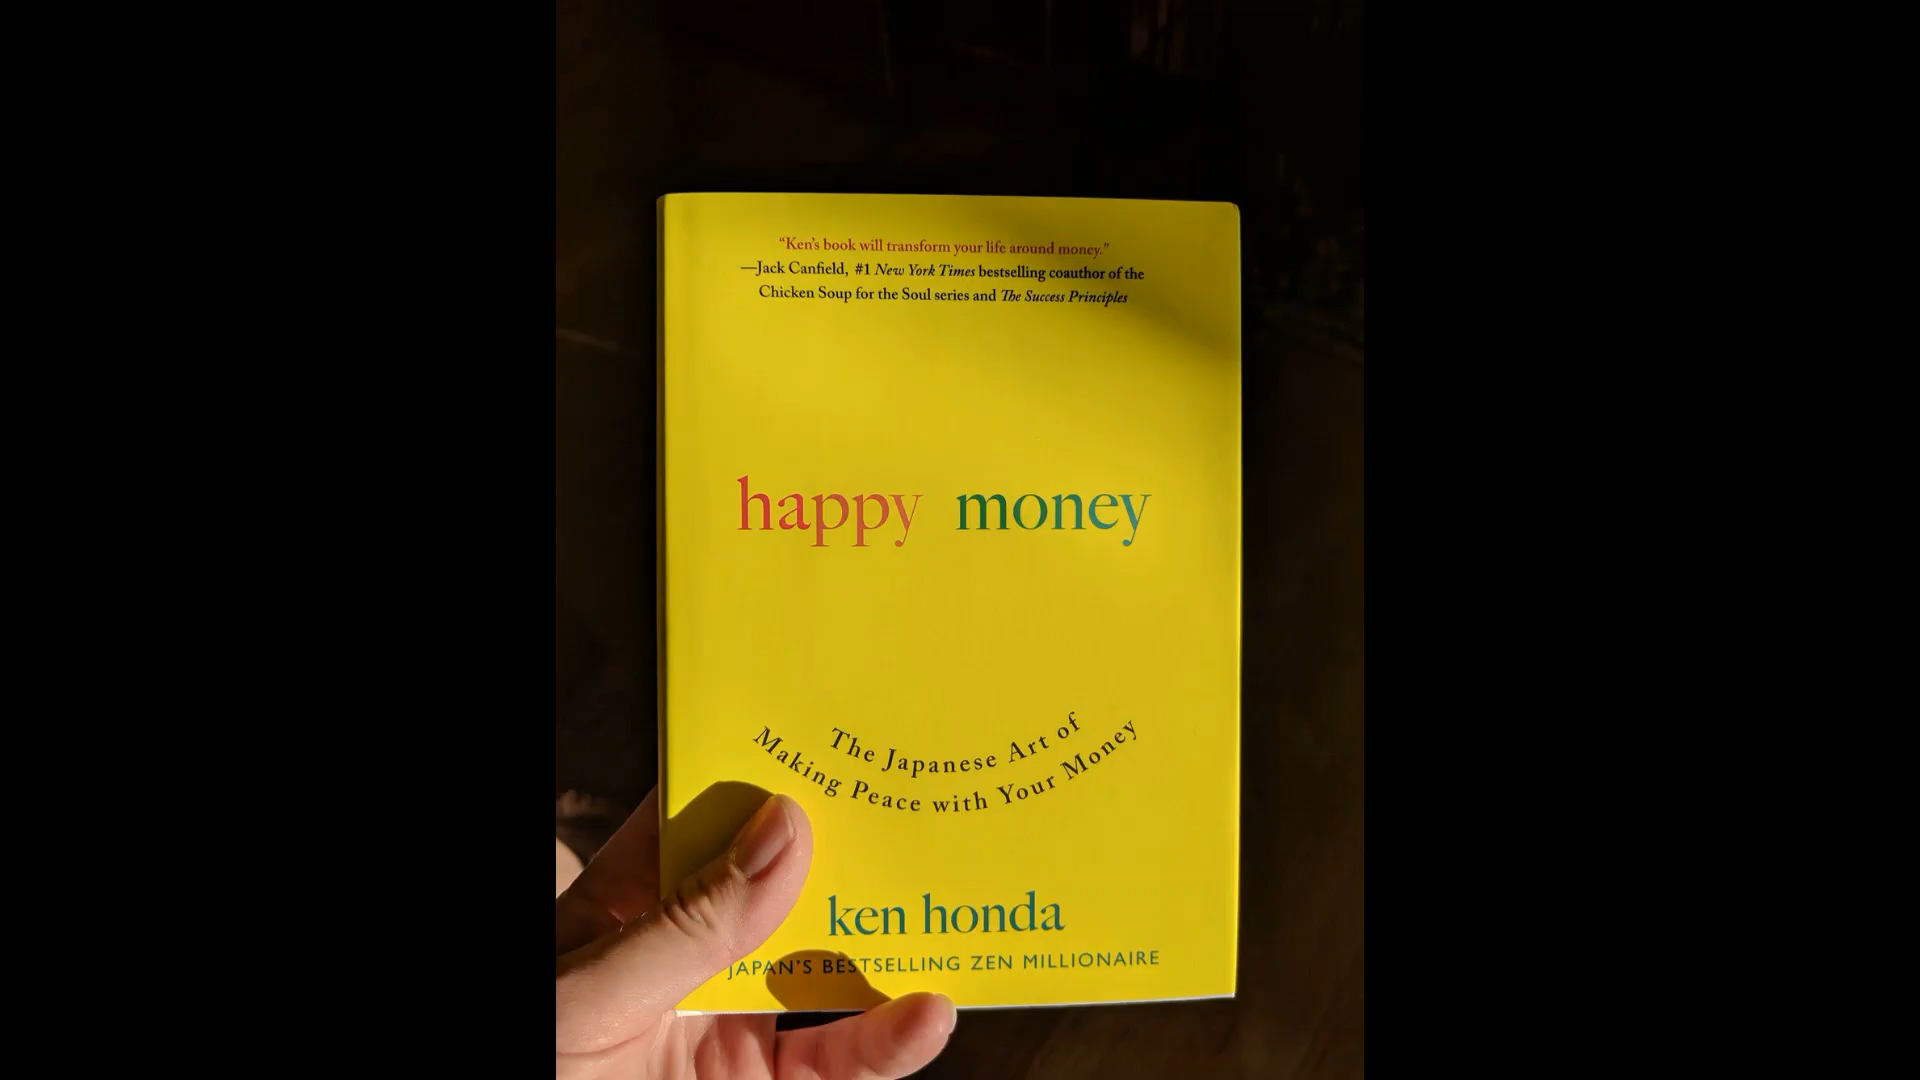 “Ken’s book will transform your life around money.”
—Jack Canfield, #1 New York Times bestselling coauthor of the
Chicken Soup for the Soul series and The Success Principles
happy money
The Japanese Art of
Making Peace with Your Money
ken honda
JAPAN’S BESTSELLING ZEN MILLIONAIRE